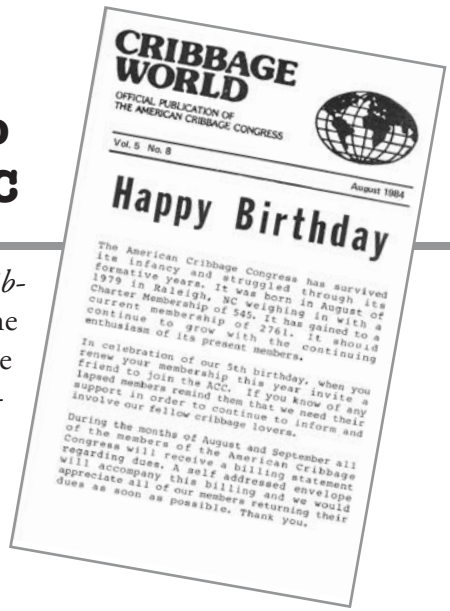 CRIBBAGE
WORLD
OFFICIAL PUBLICATION OF
THE AMERICAN CRIBBAGE CONGRESS
Vol. 5 No. 8
August 1984
Happy Birthday
The American Cribbage Congress has survived
its infancy and struggled through its
formative years. It was born in August of
1979 in Raleigh, NC weighing in with a
Charter Membership of 545. It has gained to a
current membership of 2761. It should
continue to grow with the continuing
enthusiasm of its present members.
In celebration of our 5th birthday, when you
renew your membership this year invite a
friend to join the ACC. If you know of any
lapsed members remind them that we need their
support in order to continue to inform and
involve our fellow cribbage lovers.
During the months of August and September all
of the members of the American Cribbage
Congress will receive a billing statement
regarding dues. A self addressed envelope
will accompany this billing and we would
appreciate all of our members returning their
dues as soon as possible. Thank you.